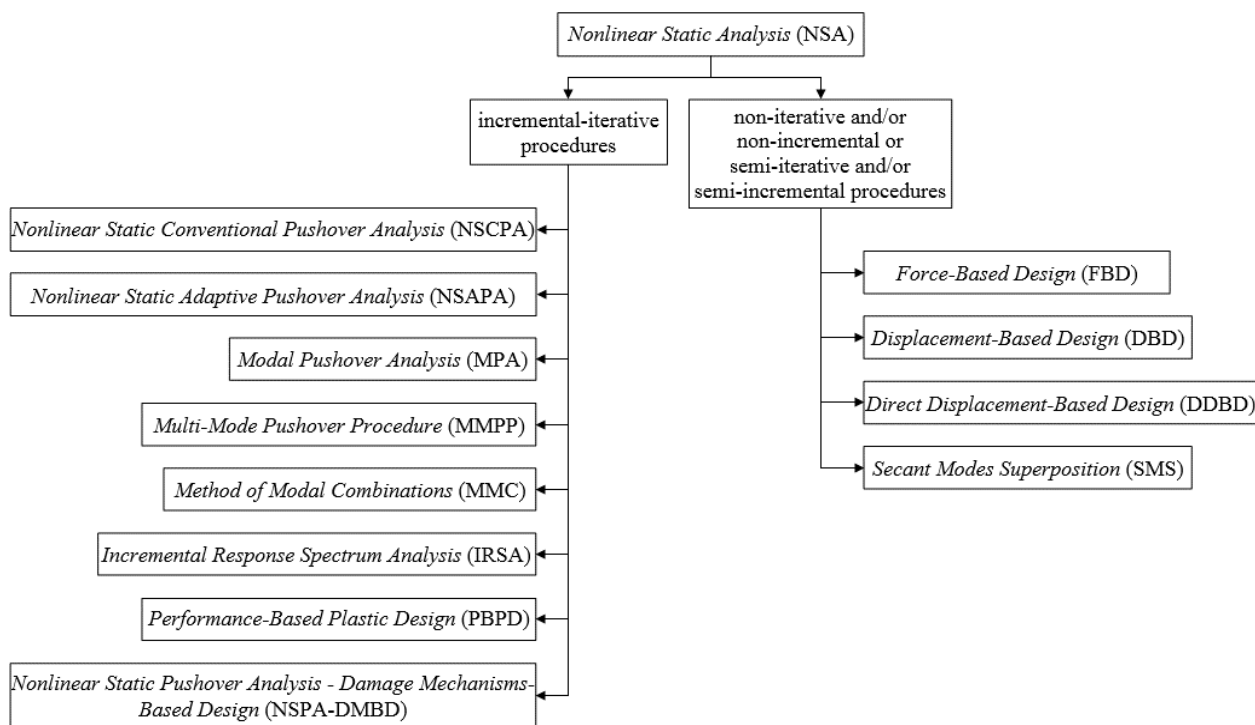 Nonlinear Static Analysis (NSA)
incremental-iterative
procedures
non-iterative and/or
non-incremental or
semi-iterative and/or
semi-incremental procedures
Nonlinear Static Conventional Pushover Analysis (NSCPA)
Nonlinear Static Adaptive Pushover Analysis (NSAPA)
Modal Pushover Analysis (MPA)
Multi-Mode Pushover Procedure (MMPP)
Method of Modal Combinations (MMC)
Incremental Response Spectrum Analysis (IRSA)
Performance-Based Plastic Design (PBPD)
Nonlinear Static Pushover Analysis - Damage Mechanisms-
Based Design (NSPA-DMBD)
Force-Based Design (FBD)
Displacement-Based Design (DBD)
Direct Displacement-Based Design (DDBD)
Secant Modes Superposition (SMS)